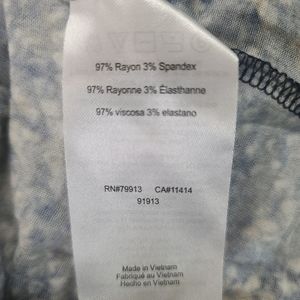 97% Rayon 3% Spandex
97% Rayonne 3% Élasthanne
97% viscosa 3% elastano
RN#79913 CA#11414
91913
Made in Vietnam
Fabriqué au Vietnam
Hecho en Vietnam